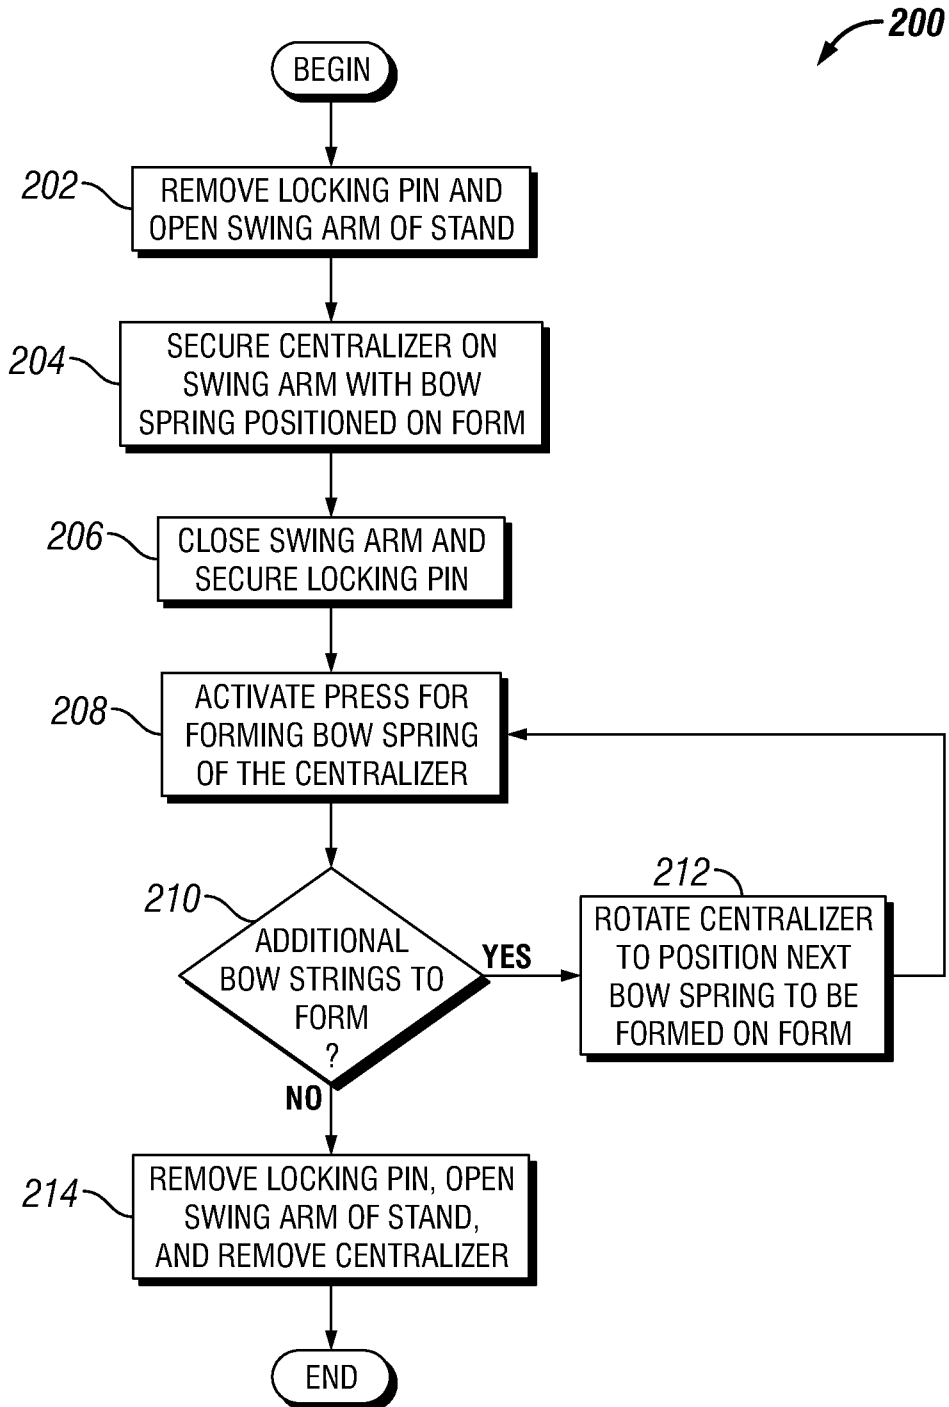 200
BEGIN
202
REMOVE LOCKING PIN AND
OPEN SWING ARM OF STAND
204
SECURE CENTRALIZER ON
SWING ARM WITH BOW
SPRING POSITIONED ON FORM
206
CLOSE SWING ARM AND
SECURE LOCKING PIN
208
ACTIVATE PRESS FOR
FORMING BOW SPRING
OF THE CENTRALIZER
210
ADDITIONAL
BOW STRINGS TO
FORM
?
YES
212
ROTATE CENTRALIZER
TO POSITION NEXT
BOW SPRING TO BE
FORMED ON FORM
NO
214
REMOVE LOCKING PIN, OPEN
SWING ARM OF STAND,
AND REMOVE CENTRALIZER
END